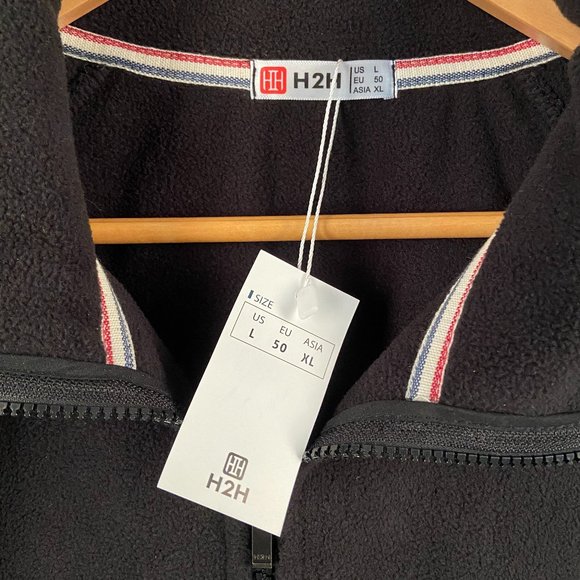 H2H
US L
EU 50
ASIA XL
SIZE
US EU ASIA
L 50 XL
H2H